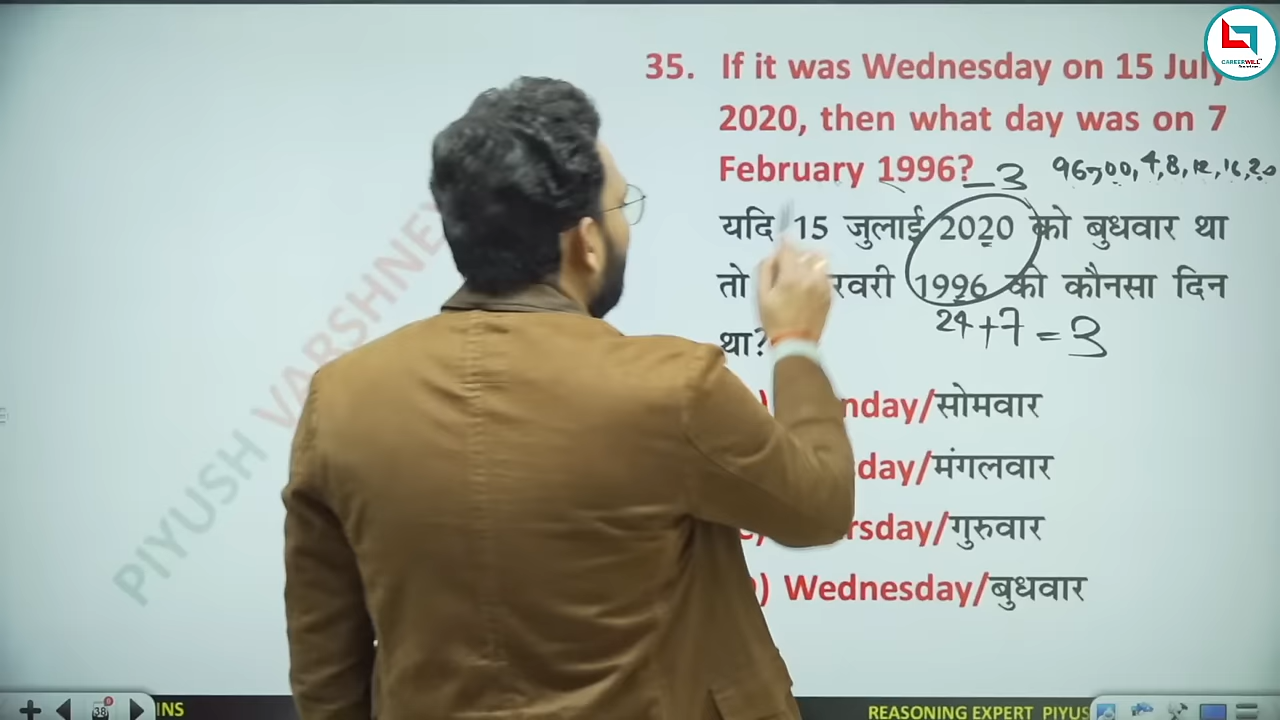 CAREERWILL
35. If it was Wednesday on 15 July
2020, then what day was on 7
February 1996? -3 96,00,4,8,12,16,20
यदि 15 जुलाई 2020 को बुधवार था
तो रवरी 1996 को कौनसा दिन
24+7=3
था?
nday/सोमवार
day/मंगलवार
rsday/गुरुवार
) Wednesday/बुधवार
PIYUSH VARSHNEY
38
INS
REASONING EXPERT PIYUS